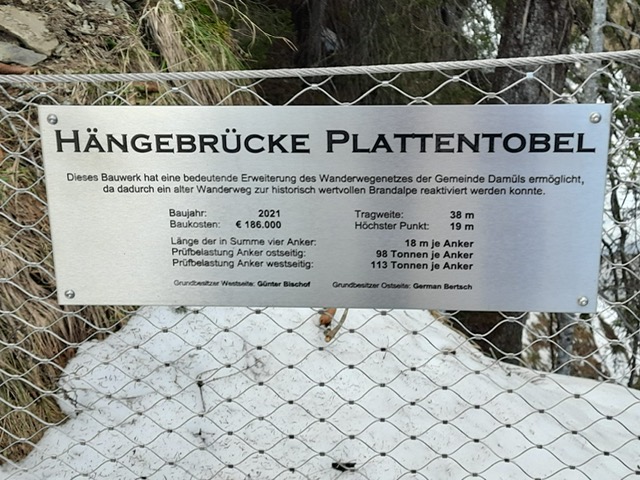 HÄNGEBRÜCKE PLATTENTOBEL
Dieses Bauwerk hat eine bedeutende Erweiterung des Wanderwegenetzes der Gemeinde Damüls ermöglicht,
da dadurch ein alter Wanderweg zur historisch wertvollen Brandalpe reaktiviert werden konnte.
Baujahr: 2021 Tragweite: 38 m
Baukosten: € 186.000 Höchster Punkt: 19 m
Länge der in Summe vier Anker: 18 m je Anker
Prüfbelastung Anker ostseitig: 98 Tonnen je Anker
Prüfbelastung Anker westseitig: 113 Tonnen je Anker
Grundbesitzer Westseite: Günter Bischof Grundbesitzer Ostseite: German Bertsch